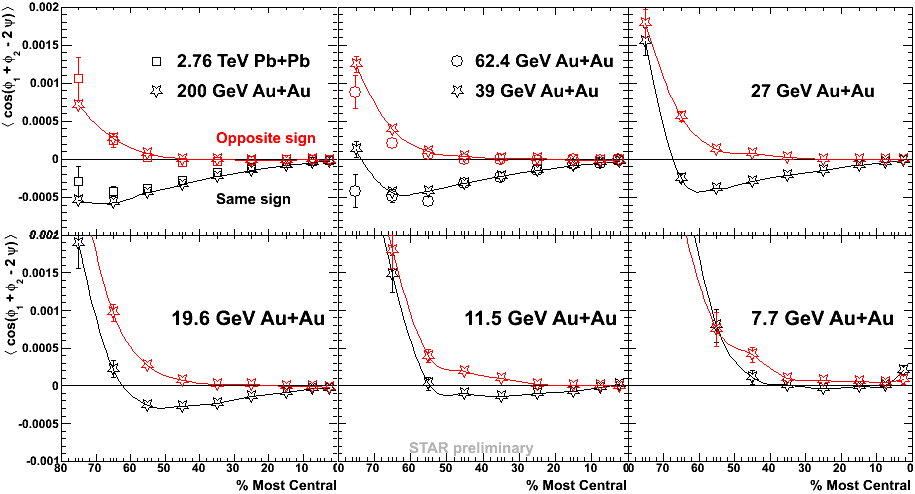 ⟨ cos(ϕ1 + ϕ2 - 2 ψ) ⟩
0.002
0.0015
0.001
0.0005
0
-0.0005
2.76 TeV Pb+Pb
200 GeV Au+Au
Opposite sign
Same sign
62.4 GeV Au+Au
39 GeV Au+Au
27 GeV Au+Au
⟨ cos(ϕ1 + ϕ2 - 2 ψ) ⟩
0.0015
0.001
0.0005
0
-0.0005
-0.001
19.6 GeV Au+Au
11.5 GeV Au+Au
7.7 GeV Au+Au
STAR preliminary
80 70 60 50 40 30 20 10 0
70 60 50 40 30 20 10 0
70 60 50 40 30 20 10 0
% Most Central
% Most Central
% Most Central